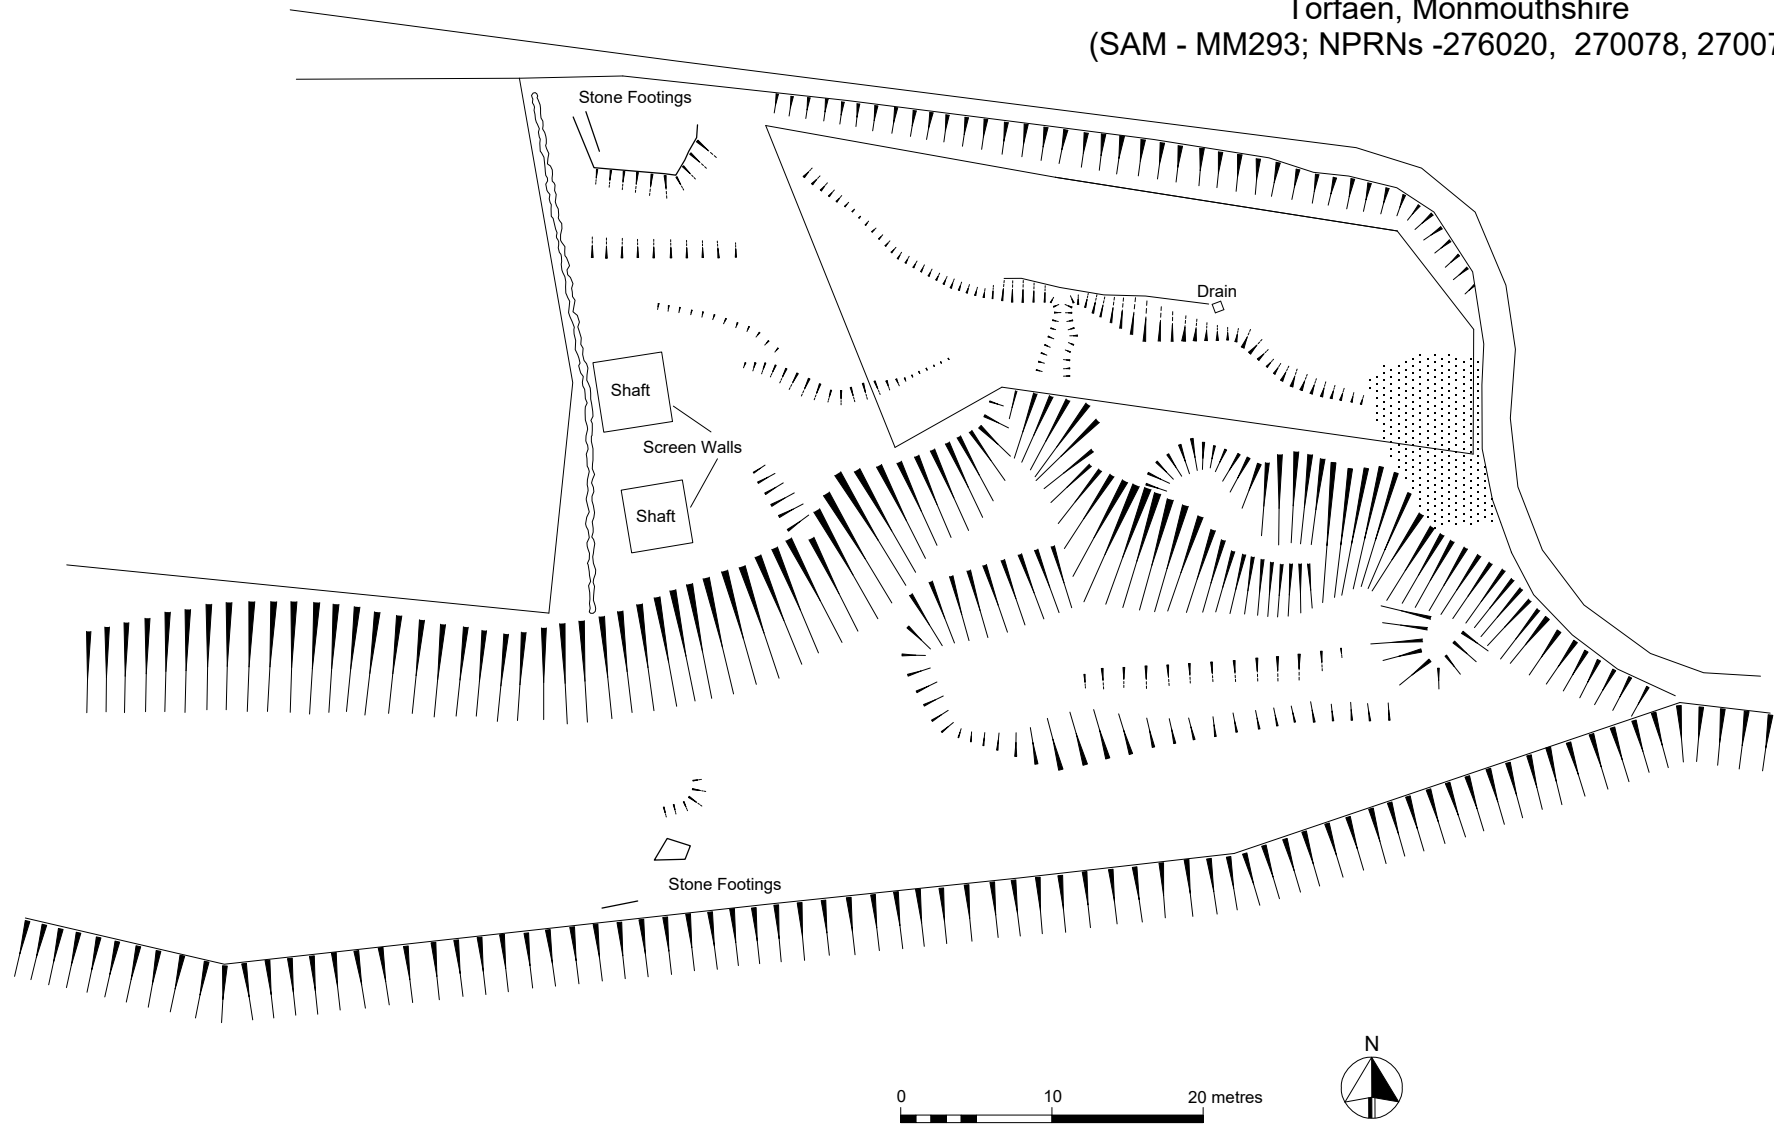 Torfaen, Monmouthshire
(SAM - MM293; NPRNs -276020, 270078, 27007
Stone Footings
Drain
Shaft
Screen Walls
Shaft
Stone Footings
N
0 10 20 metres